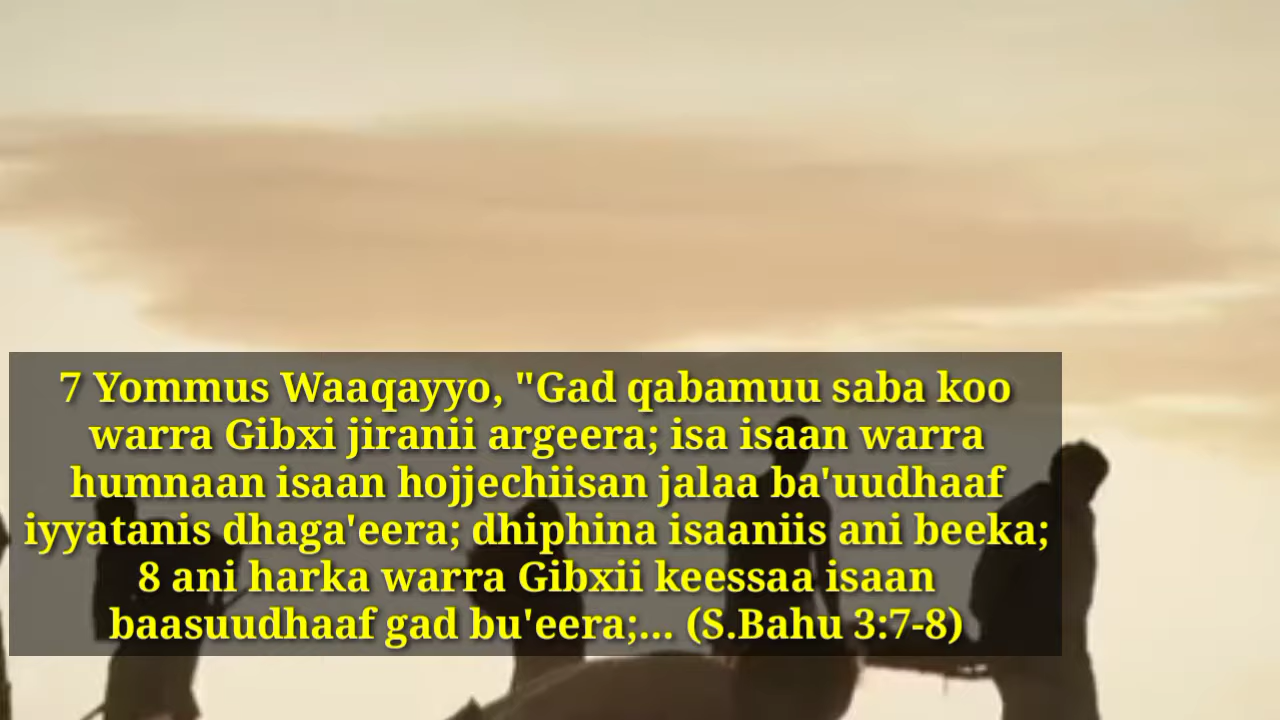 7 Yommus Waaqayyo, "Gad qabamuu saba koo
warra Gibxi jiranii argeera; isa isaan warra
humnaan isaan hojjechiisan jalaa ba'uudhaaf
iyyatanis dhaga'eera; dhiphina isaaniis ani beeka;
8 ani harka warra Gibxii keessaa isaan
baasuudhaaf gad bu'eera;... (S.Bahu 3:7-8)